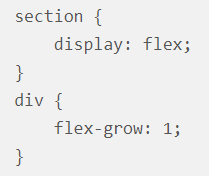 section {
    display: flex;
}
div {
    flex-grow: 1;
}